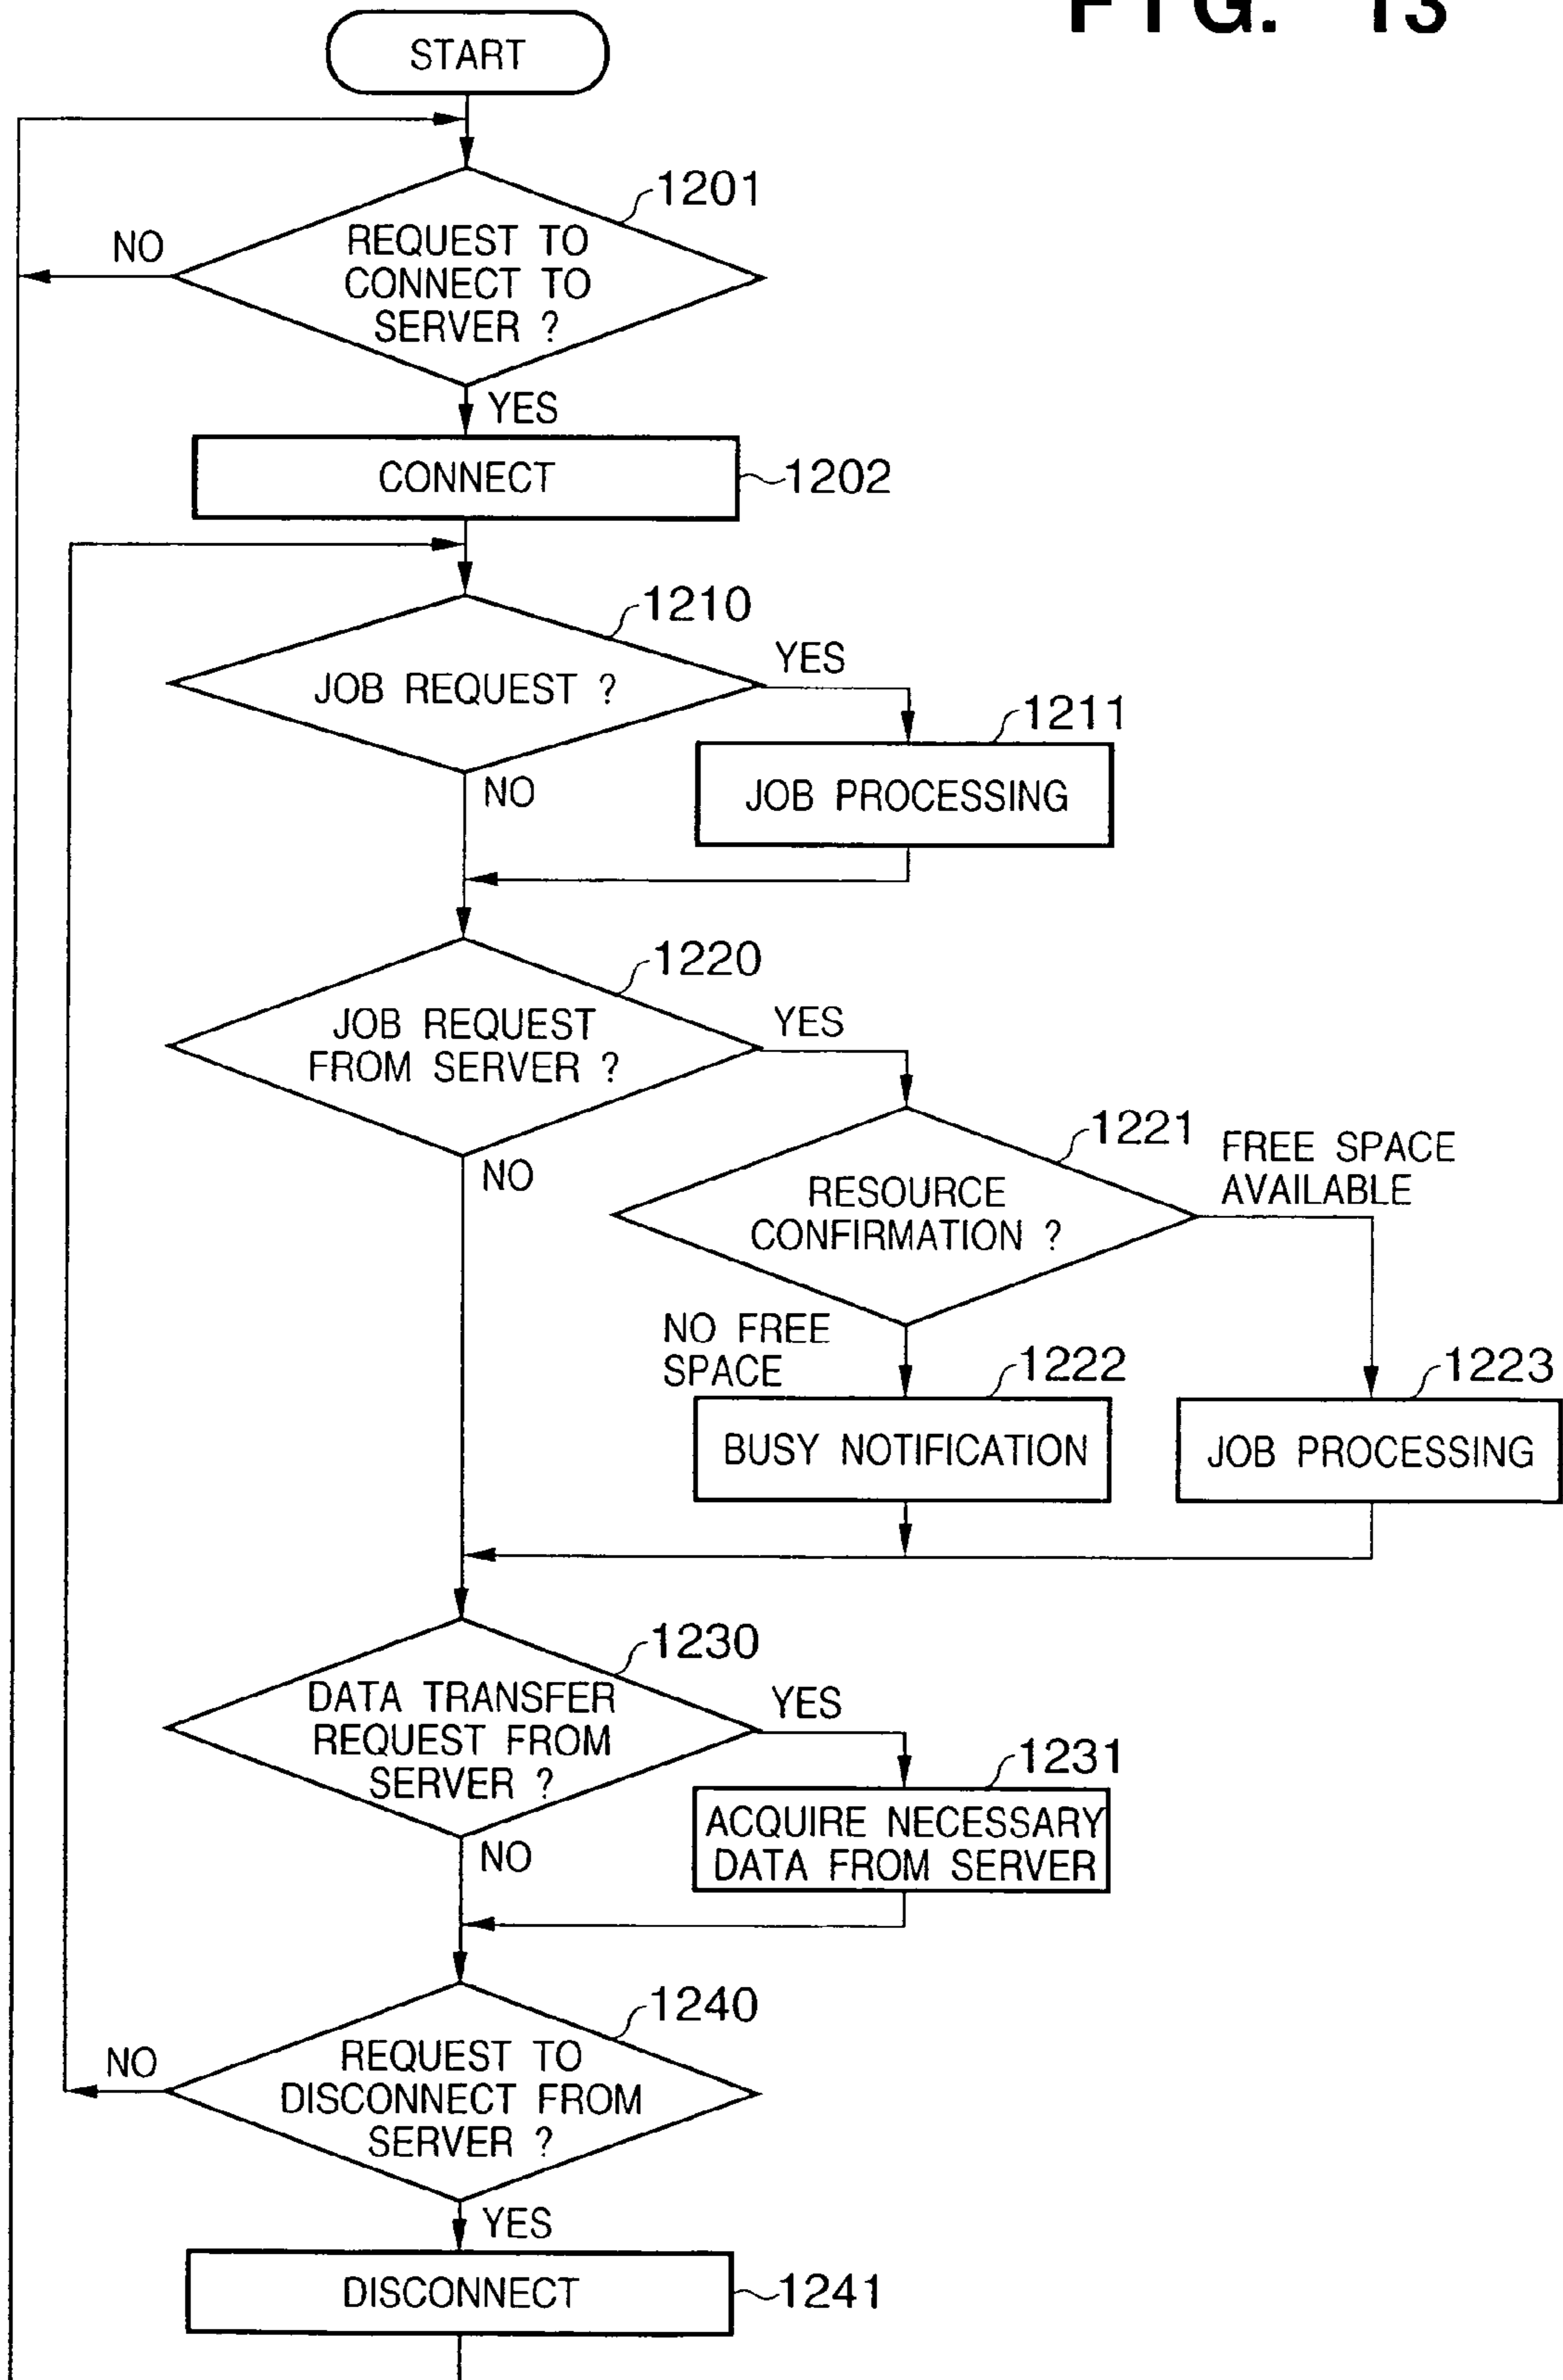 FIG. 13
START
1201
NO
REQUEST TO
CONNECT TO
SERVER ?
YES
CONNECT
1202
1210
JOB REQUEST ?
YES
1211
NO
JOB PROCESSING
1220
JOB REQUEST
FROM SERVER ?
YES
1221
FREE SPACE
AVAILABLE
NO
RESOURCE
CONFIRMATION ?
NO FREE
SPACE
1222
1223
BUSY NOTIFICATION
JOB PROCESSING
1230
DATA TRANSFER
REQUEST FROM
SERVER ?
YES
1231
NO
ACQUIRE NECESSARY
DATA FROM SERVER
1240
NO
REQUEST TO
DISCONNECT FROM
SERVER ?
YES
DISCONNECT
1241